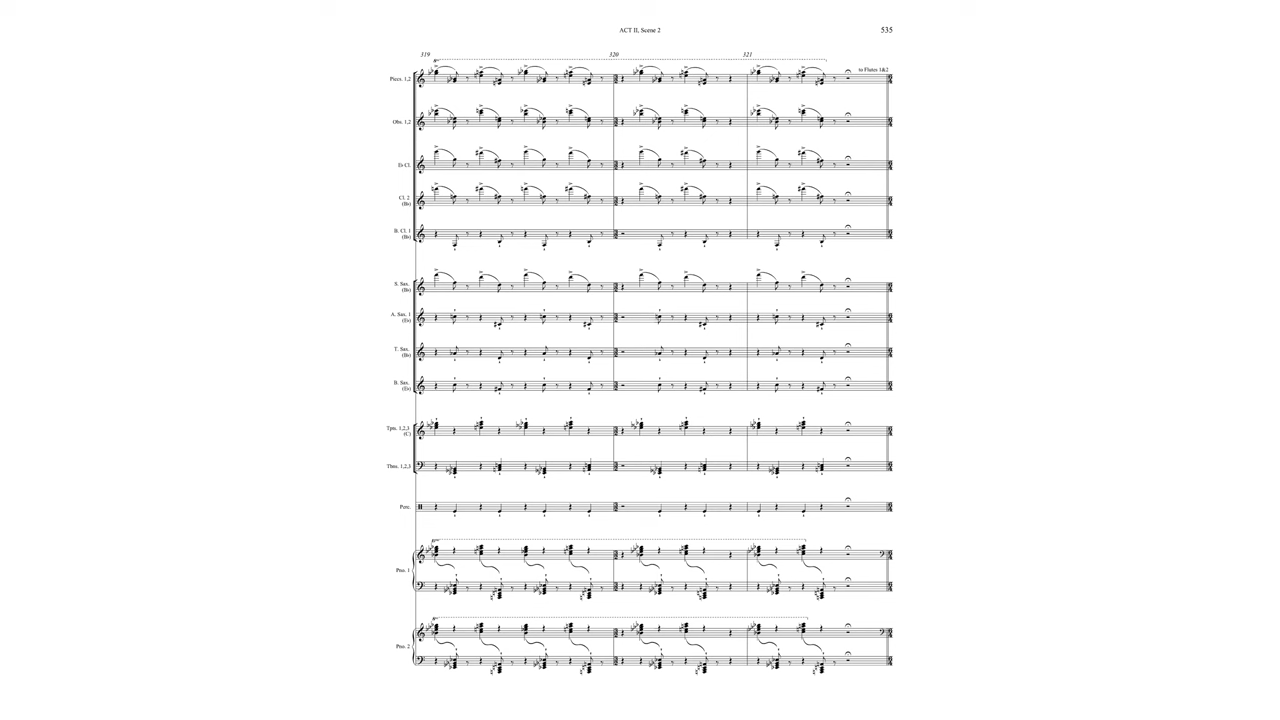 ACT II, Scene 2
535
319
320
321
to Flutes 1&2
Piccs. 1,2
Obs. 1,2
E♭ Cl.
Cl. 2
(B♭)
B. Cl. 1
(B♭)
S. Sax.
(B♭)
A. Sax. 1
(E♭)
T. Sax.
(B♭)
B. Sax.
(E♭)
Tpts. 1,2,3
(C)
Tbns. 1,2,3
Perc.
Pno. 1
Pno. 2